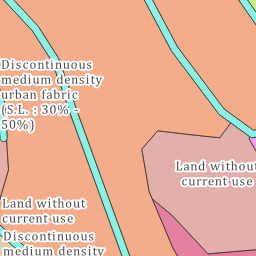 Discontinuous
medium density
urban fabric
(S.L. : 30% -
50%)
Land without
current use
Land without
current use
Discontinuous
medium density